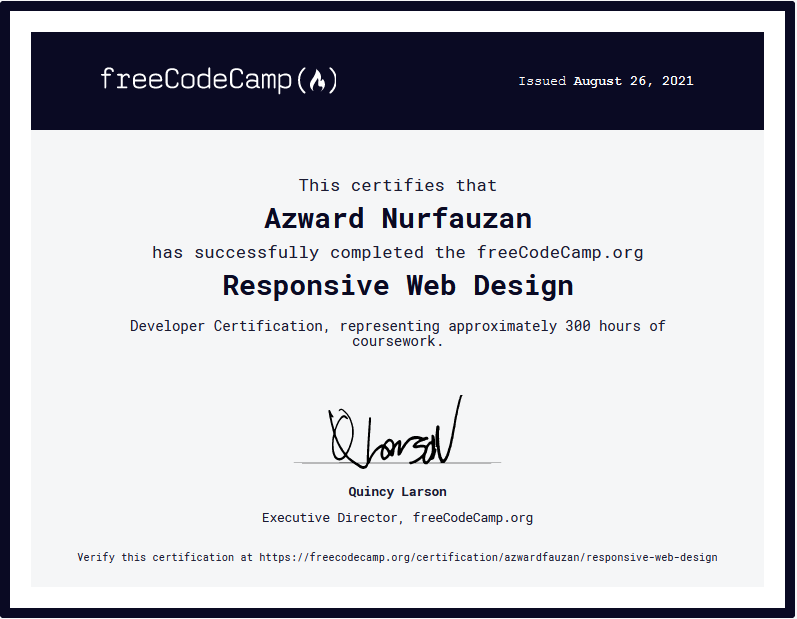 freeCodeCamp
Issued August 26, 2021
This certifies that
Azward Nurfauzan
has successfully completed the freeCodeCamp.org
Responsive Web Design
Developer Certification, representing approximately 300 hours of
coursework.
Q Larson
Quincy Larson
Executive Director, freeCodeCamp.org
Verify this certification at https://freecodecamp.org/certification/azwardfauzan/responsive-web-design